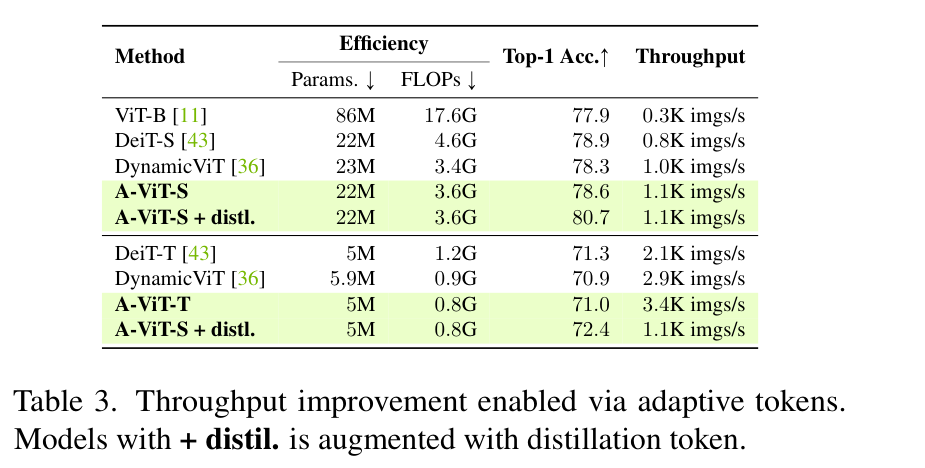 Method Efficiency Top-1 Acc.↑ Throughput
Params. ↓ FLOPs ↓
ViT-B [11] 86M 17.6G 77.9 0.3K imgs/s
DeiT-S [43] 22M 4.6G 78.9 0.8K imgs/s
DynamicViT [36] 23M 3.4G 78.3 1.0K imgs/s
A-ViT-S 22M 3.6G 78.6 1.1K imgs/s
A-ViT-S + distl. 22M 3.6G 80.7 1.1K imgs/s
DeiT-T [43] 5M 1.2G 71.3 2.1K imgs/s
DynamicViT [36] 5.9M 0.9G 70.9 2.9K imgs/s
A-ViT-T 5M 0.8G 71.0 3.4K imgs/s
A-ViT-S + distl. 5M 0.8G 72.4 1.1K imgs/s
Table 3. Throughput improvement enabled via adaptive tokens.
Models with + distil. is augmented with distillation token.